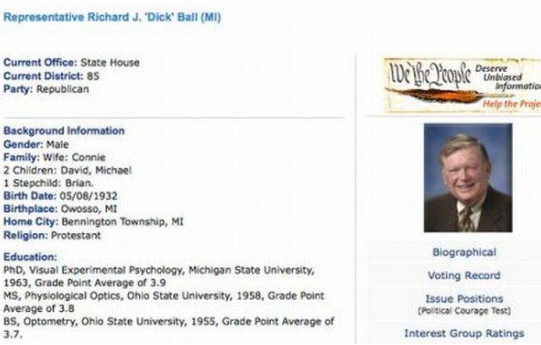 Representative Richard J. 'Dick' Ball (MI)
Current Office: State House
Current District: 85
Party: Republican
Background Information
Gender: Male
Family: Wife: Connie
2 Children: David, Michael
1 Stepchild: Brian.
Birth Date: 05/08/1932
Birthplace: Owosso, MI
Home City: Bennington Township, MI
Religion: Protestant
Education:
PhD, Visual Experimental Psychology, Michigan State University,
1963, Grade Point Average of 3.9
MS, Physiological Optics, Ohio State University, 1958, Grade Point
Average of 3.8
BS, Optometry, Ohio State University, 1955, Grade Point Average of
3.7.
We the People
Deserve
Unbiased
Information
Help the Proje
Biographical
Voting Record
Issue Positions
(Political Courage Test)
Interest Group Ratings